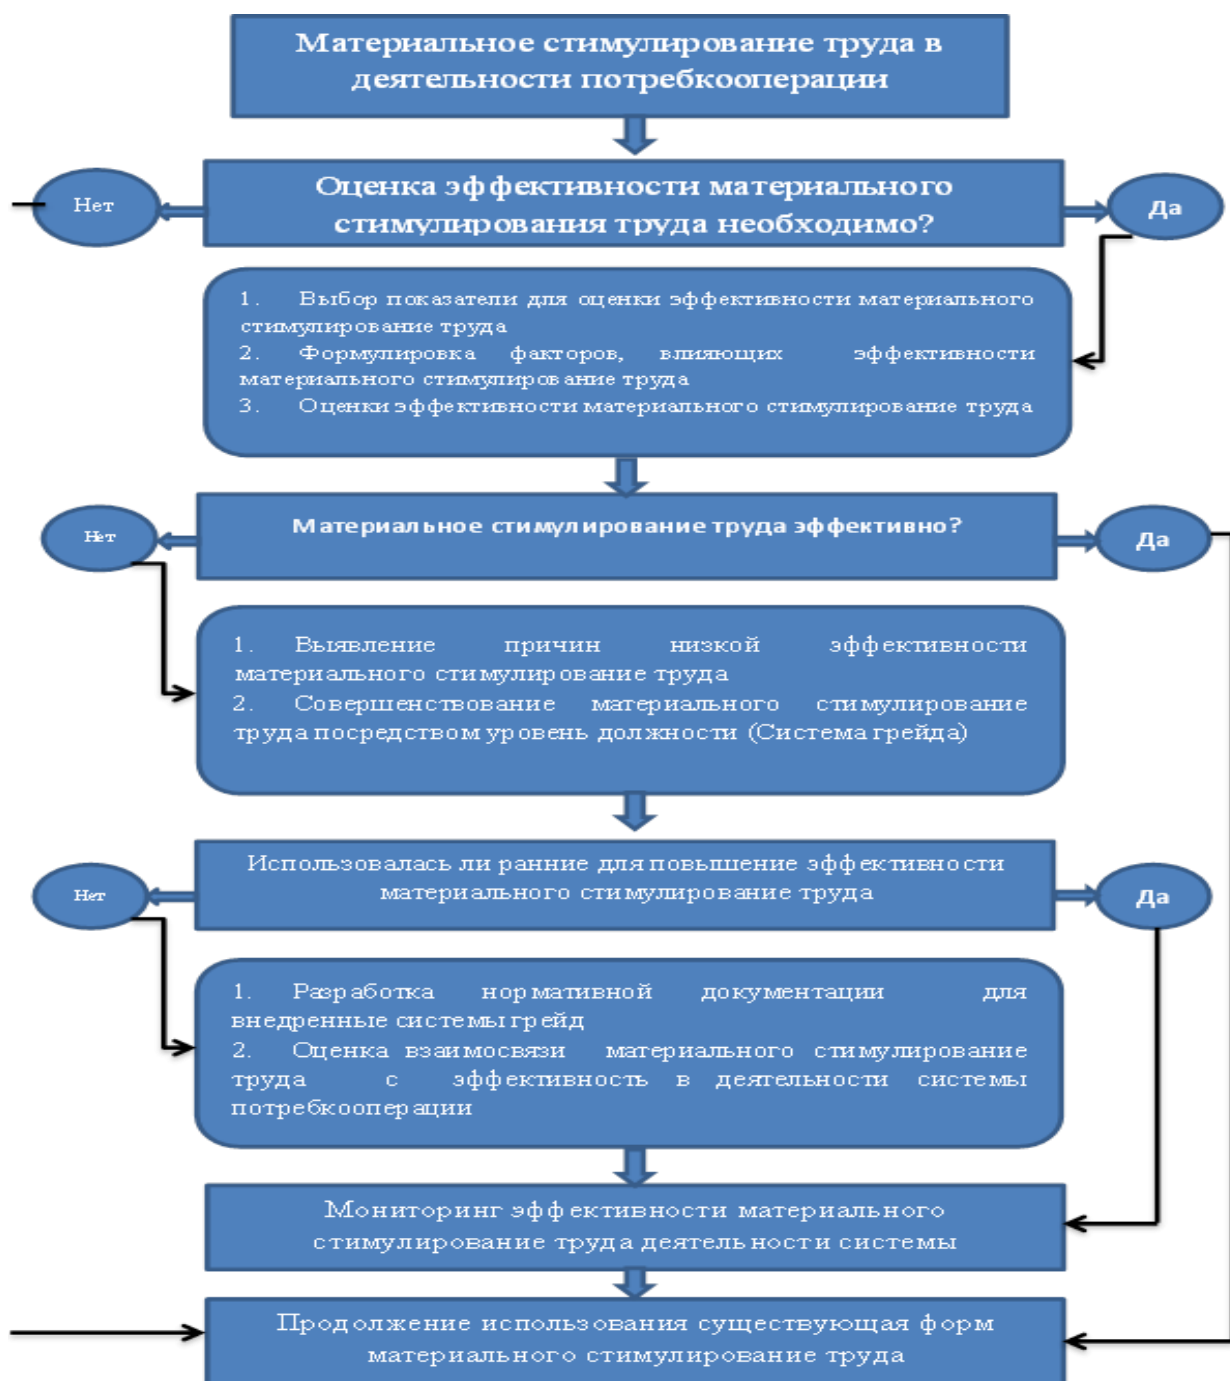 Материальное стимулирование труда в
деятельности потребкооперации
Нет
Оценка эффективности материального
стимулирования труда необходимо?
Да
1. Выбор показатели для оценки эффективности материального
стимулирование труда
2. Формулировка факторов, влияющих эффективности
материального стимулирование труда
3. Оценки эффективности материального стимулирование труда
Нет
Материальное стимулирование труда эффективно?
Да
1. Выявление причин низкой эффективности
материального стимулирование труда
2. Совершенствование материального стимулирование
труда посредством уровень должности (Система грейда)
Нет
Использовалась ли ранние для повышение эффективности
материального стимулирование труда
Да
1. Разработка нормативной документации для
внедренные системы грейд
2. Оценка взаимосвязи материального стимулирование
труда с эффективность в деятельности системы
потребкооперации
Мониторинг эффективности материального
стимулирование труда деятельности системы
Продолжение использования существующая форм
материального стимулирование труда